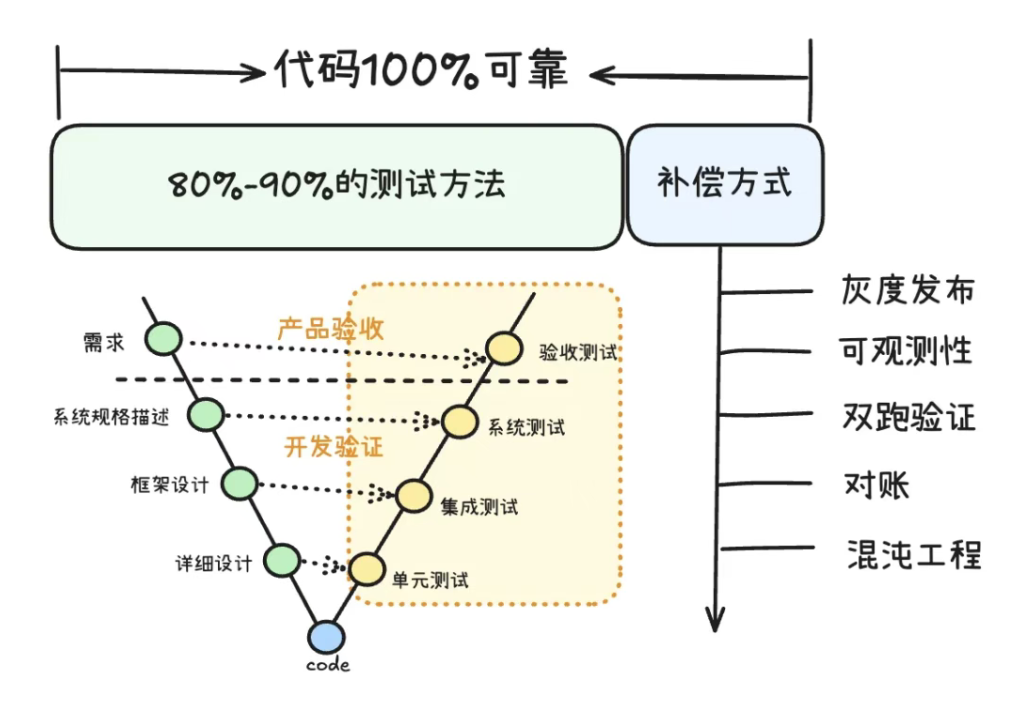 代码100%可靠
80%-90%的测试方法
补偿方式
灰度发布
可观测性
双跑验证
对账
混沌工程
产品验收
需求
验收测试
系统规格描述
系统测试
开发验证
框架设计
集成测试
详细设计
单元测试
code